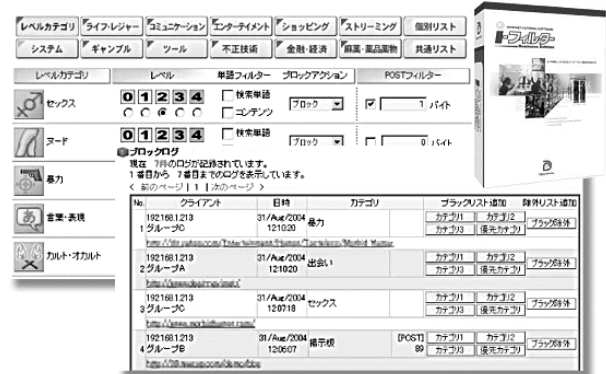 レベルカテゴリ ライフ・レジャー コミュニケーション エンターテイメント ショッピング ストリーミング 個別リスト
システム ギャンブル ツール 不正技術 金融・経済 麻薬・薬品薬物 共通リスト
レベルカテゴリ レベル 単語フィルター ブロックアクション POSTフィルター
セックス 0 1 2 3 4 検索単語 コンテンツ ブロック 1 バイト
ヌード 0 1 2 3 4 検索単語 ブロック 0 バイト
暴力
言葉・表現
カルト・オカルト
ブロックログ
現在 7件のログが記録されています。
1番目から 7番目までのログを表示しています。
< 前のページ | 1 | 次のページ >
No. クライアント 日時 カテゴリ ブラックリスト追加 除外リスト追加
1 192.168.1.213 グループC 31/Aug/2004 12:10:20 暴力 カテゴリ1 カテゴリ2 カテゴリ3 優先カテゴリ ブラック除外
2 192.168.1.213 グループA 31/Aug/2004 12:10:20 出会い カテゴリ1 カテゴリ2 カテゴリ3 優先カテゴリ ブラック除外
3 192.168.1.213 グループC 31/Aug/2004 12:07:18 セックス カテゴリ1 カテゴリ2 カテゴリ3 優先カテゴリ ブラック除外
4 192.168.1.213 グループB 31/Aug/2004 12:06:07 掲示板 [POST] 89 カテゴリ1 カテゴリ2 カテゴリ3 優先カテゴリ ブラック除外
i-フィルター